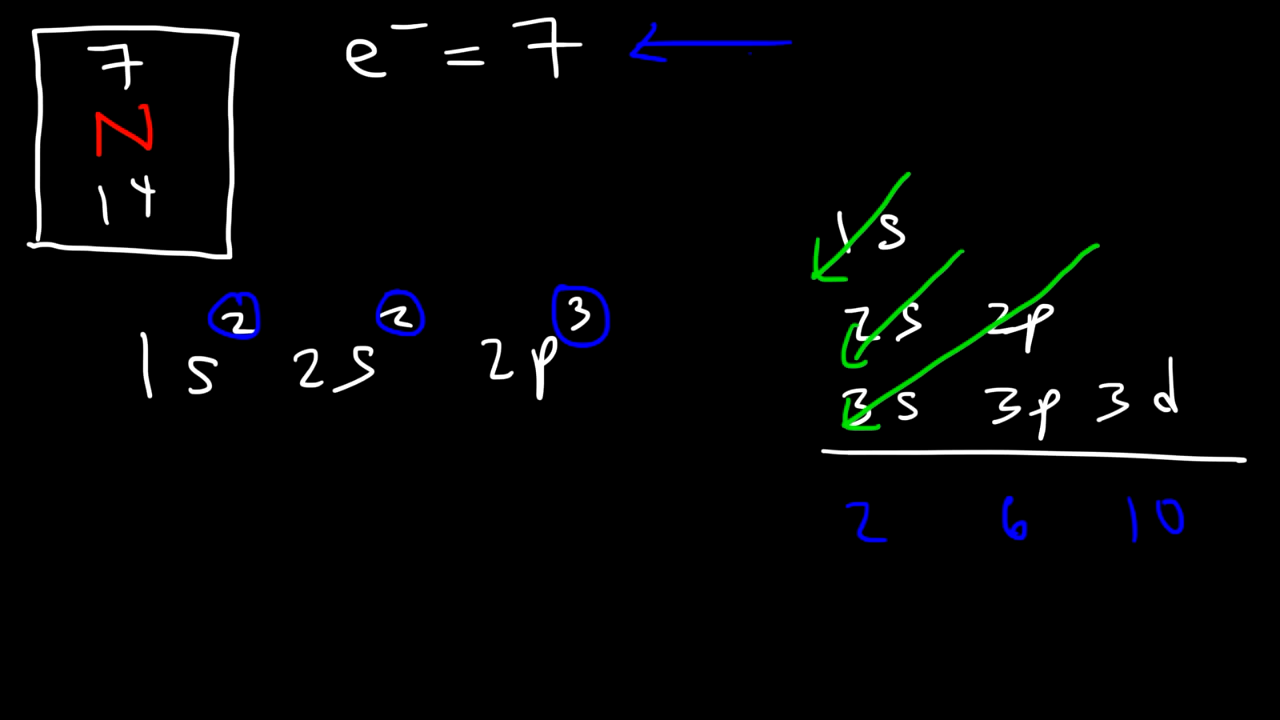 7
N
14
e⁻ = 7
1s² 2s² 2p³
1s
2s 2p
3s 3p 3d
2 6 10